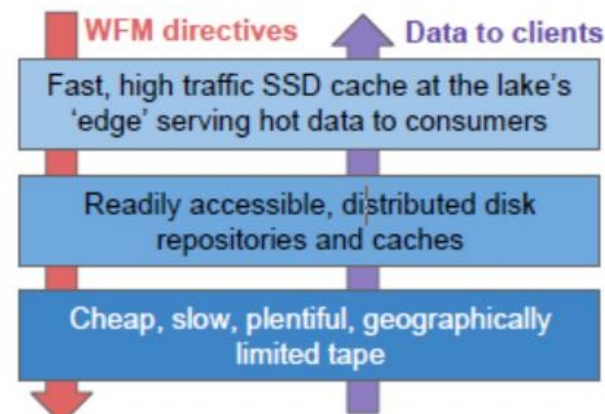 WFM directives
Data to clients
Fast, high traffic SSD cache at the lake's
'edge' serving hot data to consumers
Readily accessible, distributed disk
repositories and caches
Cheap, slow, plentiful, geographically
limited tape